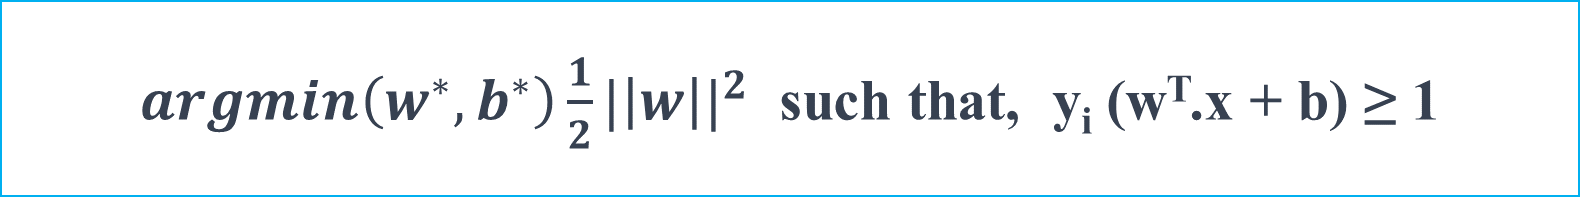 argmin(w*, b*) 1/2 ||w||² such that, yᵢ (wᵀ.x + b) ≥ 1